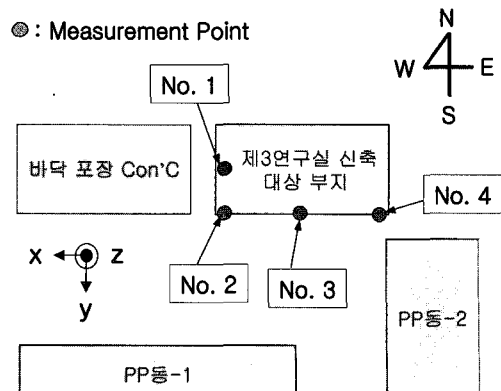 : Measurement Point
N
W E
S
No. 1
바닥 포장 Con'C
제3연구실 신축
대상 부지
No. 4
x z
y
No. 2
No. 3
PP동-2
PP동-1